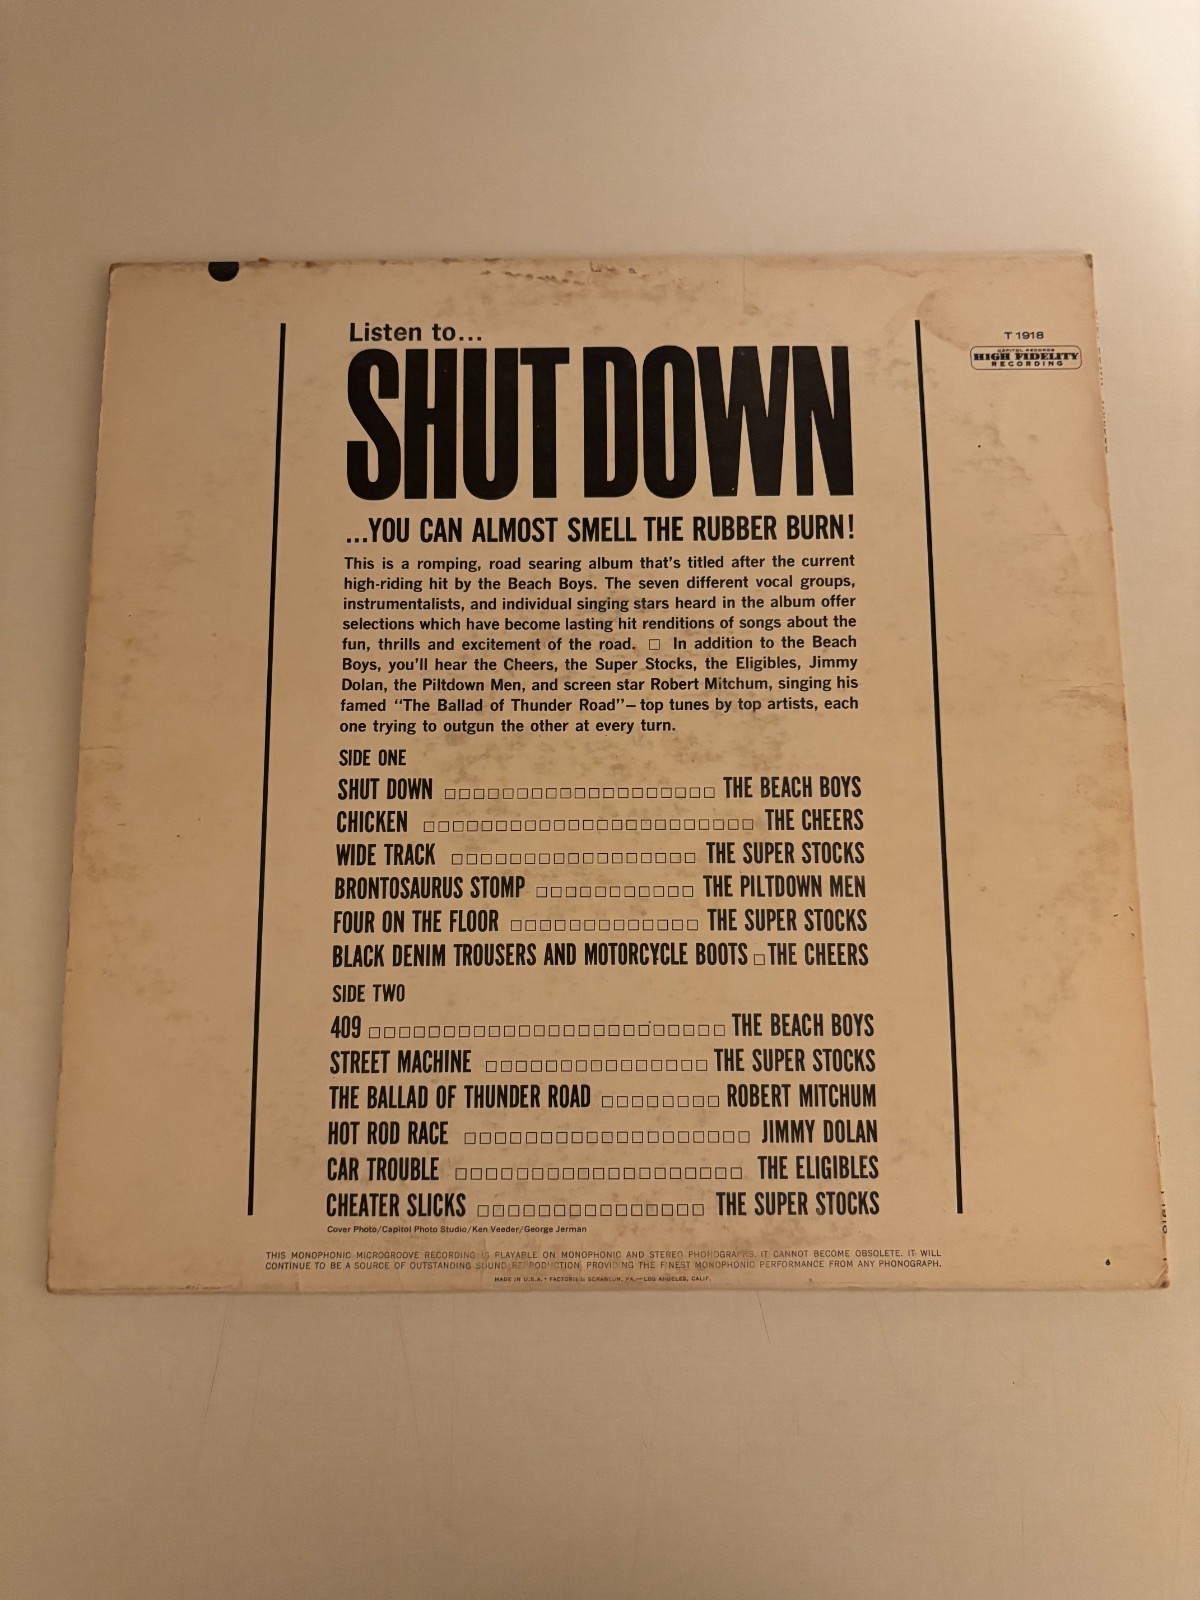 Listen to...
SHUT DOWN
T 1918
CAPITOL RECORDS
HIGH FIDELITY
RECORDING
...YOU CAN ALMOST SMELL THE RUBBER BURN!
This is a romping, road searing album that's titled after the current
high-riding hit by the Beach Boys. The seven different vocal groups,
instrumentalists, and individual singing stars heard in the album offer
selections which have become lasting hit renditions of songs about the
fun, thrills and excitement of the road. □ In addition to the Beach
Boys, you'll hear the Cheers, the Super Stocks, the Eligibles, Jimmy
Dolan, the Piltdown Men, and screen star Robert Mitchum, singing his
famed "The Ballad of Thunder Road"—top tunes by top artists, each
one trying to outgun the other at every turn.
SIDE ONE
SHUT DOWN THE BEACH BOYS
CHICKEN THE CHEERS
WIDE TRACK THE SUPER STOCKS
BRONTOSAURUS STOMP THE PILTDOWN MEN
FOUR ON THE FLOOR THE SUPER STOCKS
BLACK DENIM TROUSERS AND MOTORCYCLE BOOTS THE CHEERS
SIDE TWO
409 THE BEACH BOYS
STREET MACHINE THE SUPER STOCKS
THE BALLAD OF THUNDER ROAD ROBERT MITCHUM
HOT ROD RACE JIMMY DOLAN
CAR TROUBLE THE ELIGIBLES
CHEATER SLICKS THE SUPER STOCKS
Cover Photo/Capitol Photo Studio/Ken Veeder/George Jerman
THIS MONOPHONIC MICROGROOVE RECORDING IS PLAYABLE ON MONOPHONIC AND STEREO PHONOGRAPHS. IT CANNOT BECOME OBSOLETE. IT WILL
CONTINUE TO BE A SOURCE OF OUTSTANDING SOUND REPRODUCTION, PROVIDING THE FINEST MONOPHONIC PERFORMANCE FROM ANY PHONOGRAPH.
6
MADE IN U.S.A. • FACTORIES: SCRANTON, PA.—LOS ANGELES, CALIF.